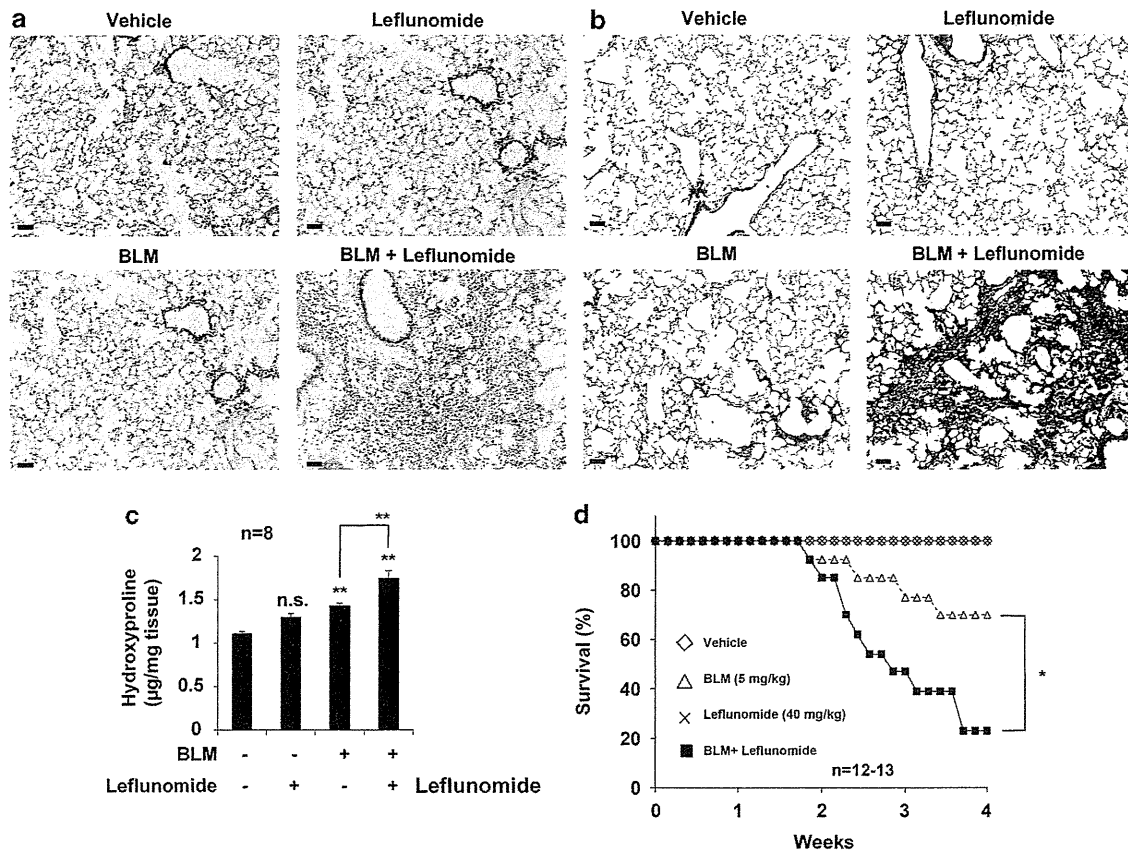 a
Vehicle
Leflunomide
BLM
BLM + Leflunomide
b
Vehicle
Leflunomide
BLM
BLM + Leflunomide
c
n=8
**
**
**
n.s.
2
1.5
1
0.5
0
Hydroxyproline
(µg/mg tissue)
BLM - - + +
Leflunomide - + - + Leflunomide
d
100
80
60
40
20
0
Survival (%)
Vehicle
BLM (5 mg/kg)
Leflunomide (40 mg/kg)
BLM+ Leflunomide
*
n=12-13
0 1 2 3 4
Weeks